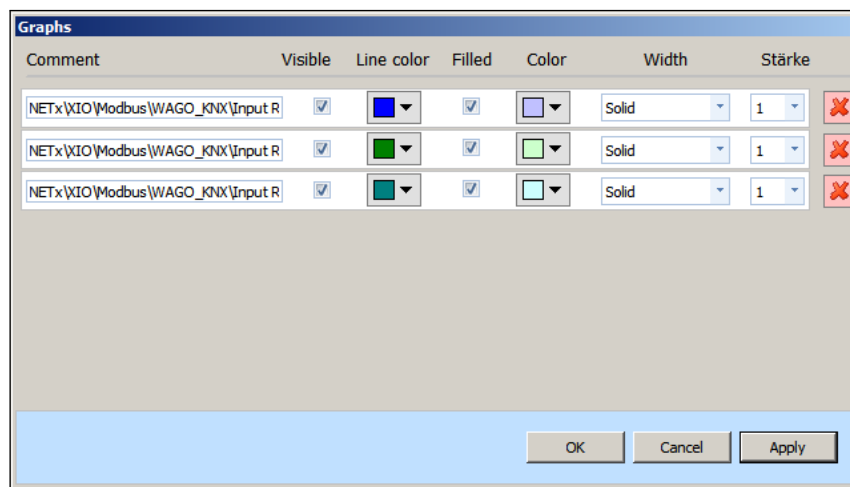 Graphs
Comment Visible Line color Filled Color Width Stärke
NETx\XIO\Modbus\WAGO_KNX\Input R Solid 1
NETx\XIO\Modbus\WAGO_KNX\Input R Solid 1
NETx\XIO\Modbus\WAGO_KNX\Input R Solid 1
OK Cancel Apply